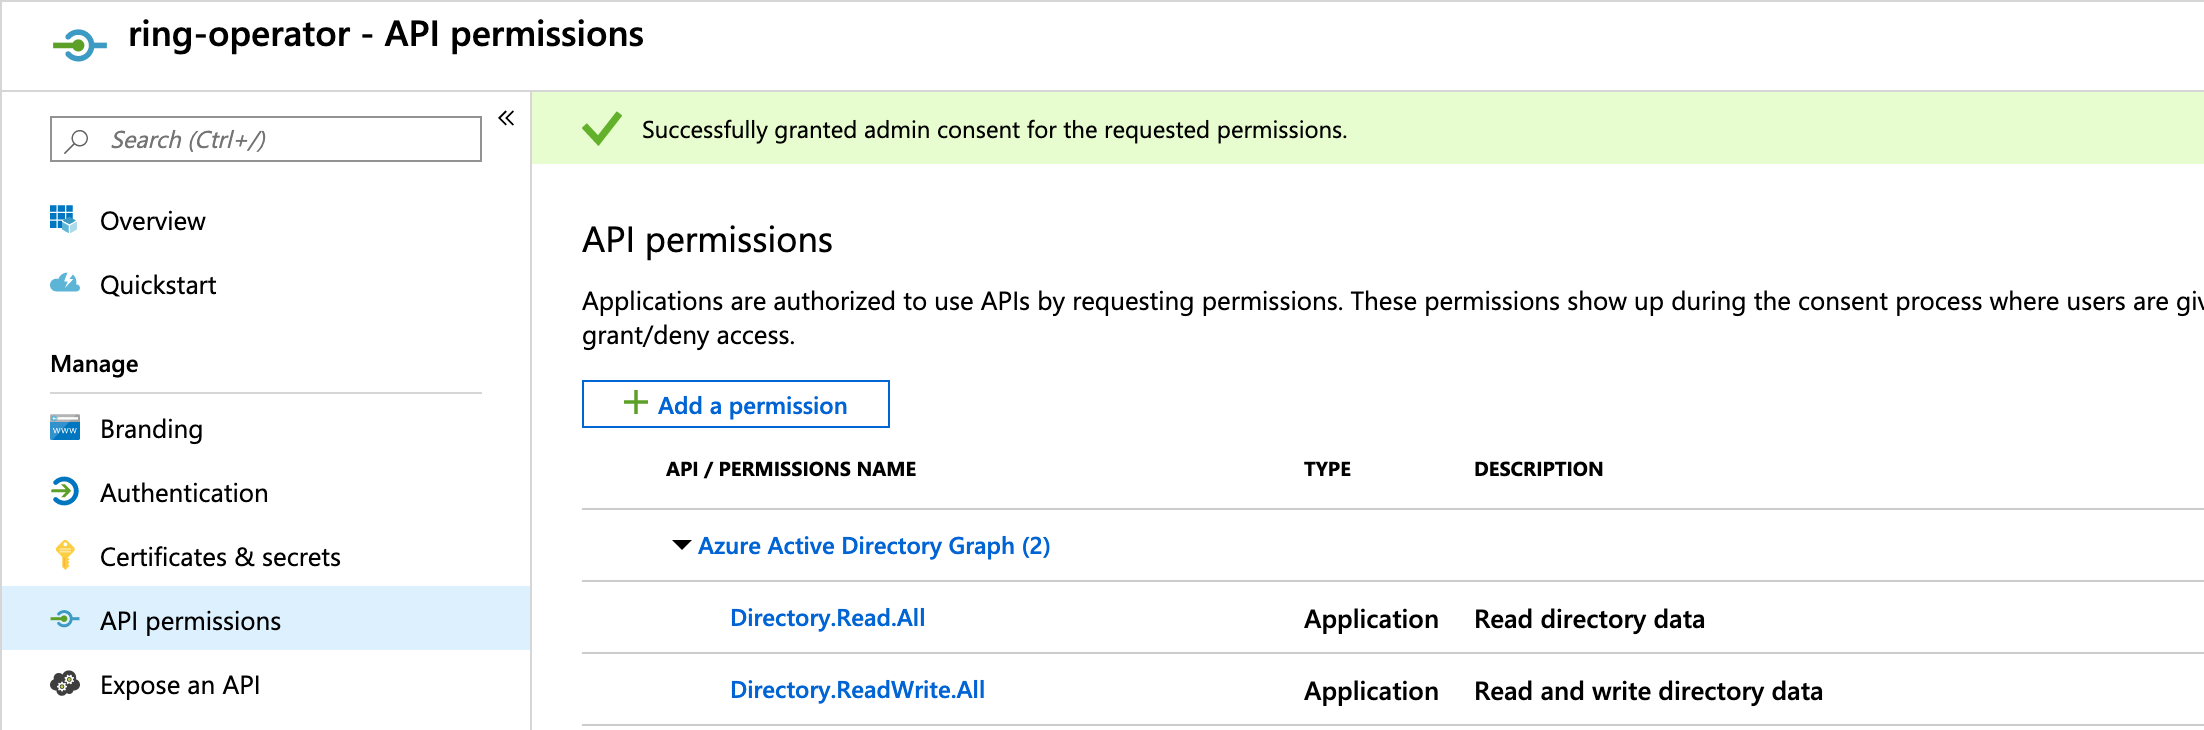 ring-operator - API permissions
Search (Ctrl+/)
«
Overview
Quickstart
Manage
www
Branding
Authentication
Certificates & secrets
API permissions
Expose an API
Successfully granted admin consent for the requested permissions.
API permissions
Applications are authorized to use APIs by requesting permissions. These permissions show up during the consent process where users are giv
grant/deny access.
+ Add a permission
API / PERMISSIONS NAME TYPE DESCRIPTION
Azure Active Directory Graph (2)
Directory.Read.All Application Read directory data
Directory.ReadWrite.All Application Read and write directory data